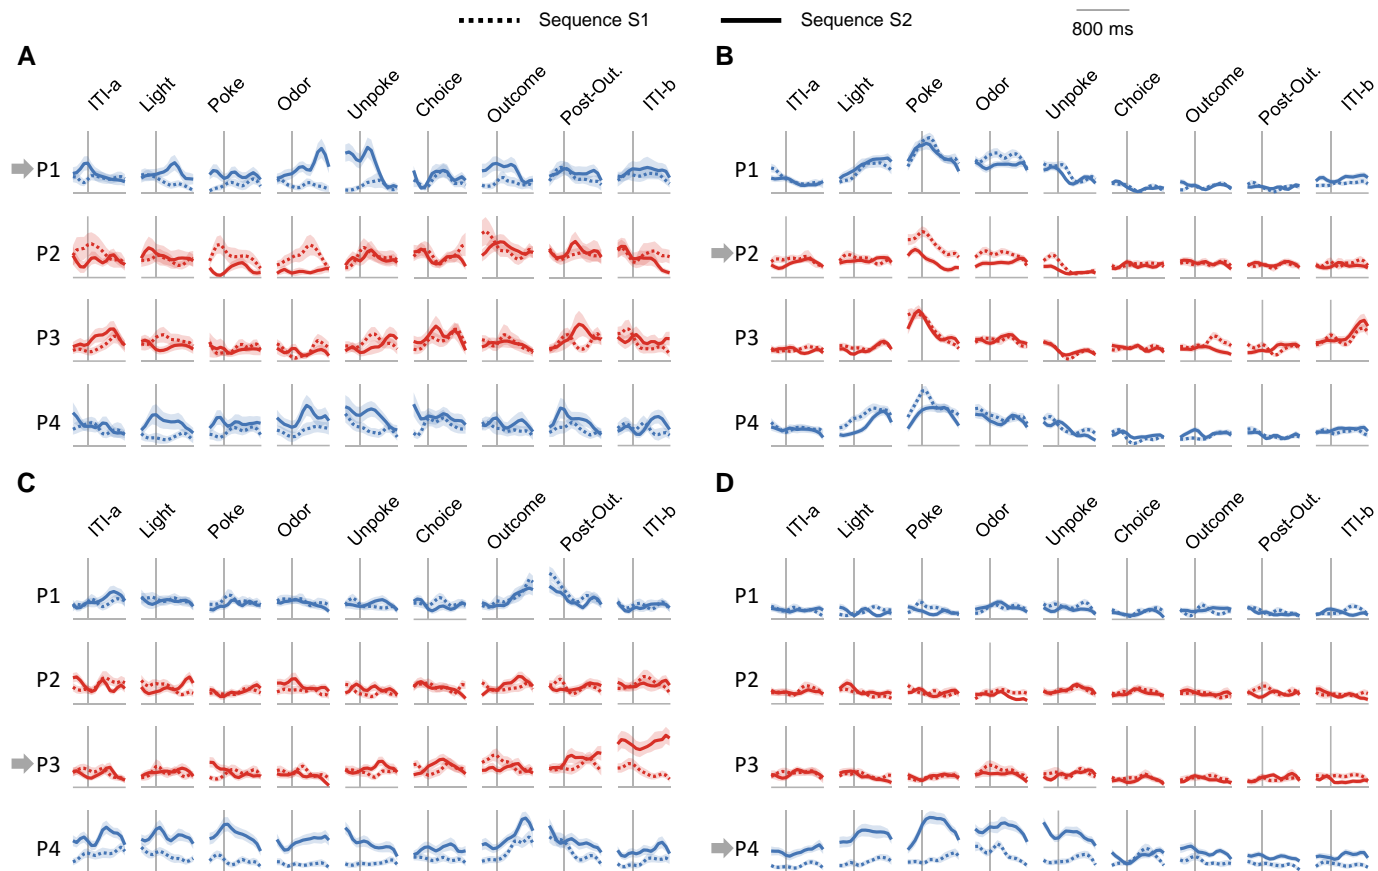 Sequence S1
Sequence S2
800 ms
A
ITI-a Light Poke Odor Unpoke Choice Outcome Post-Out. ITI-b
P1
P2
P3
P4
B
ITI-a Light Poke Odor Unpoke Choice Outcome Post-Out. ITI-b
P1
P2
P3
P4
C
ITI-a Light Poke Odor Unpoke Choice Outcome Post-Out. ITI-b
P1
P2
P3
P4
D
ITI-a Light Poke Odor Unpoke Choice Outcome Post-Out. ITI-b
P1
P2
P3
P4